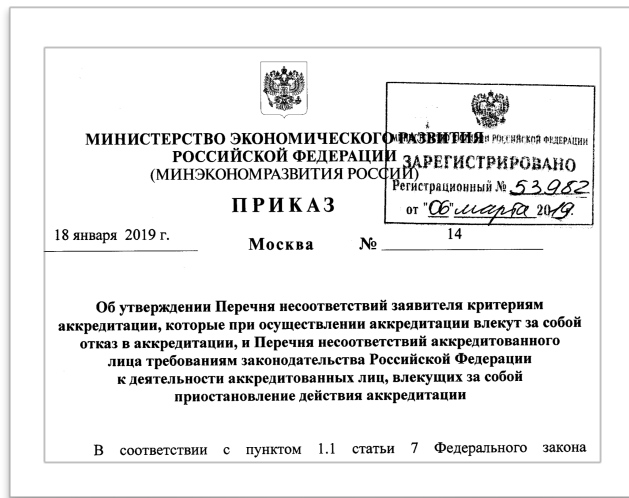 МИНИСТЕРСТВО ЭКОНОМИЧЕСКОГО РАЗВИТИЯ
РОССИЙСКОЙ ФЕДЕРАЦИИ
(МИНЭКОНОМРАЗВИТИЯ РОССИИ)
РОССИЙСКОЙ ФЕДЕРАЦИИ
ЗАРЕГИСТРИРОВАНО
Регистрационный № 53982
от "06" марта 2019.
ПРИКАЗ
18 января 2019 г.
Москва № 14
Об утверждении Перечня несоответствий заявителя критериям
аккредитации, которые при осуществлении аккредитации влекут за собой
отказ в аккредитации, и Перечня несоответствий аккредитованного
лица требованиям законодательства Российской Федерации
к деятельности аккредитованных лиц, влекущих за собой
приостановление действия аккредитации
В соответствии с пунктом 1.1 статьи 7 Федерального закона